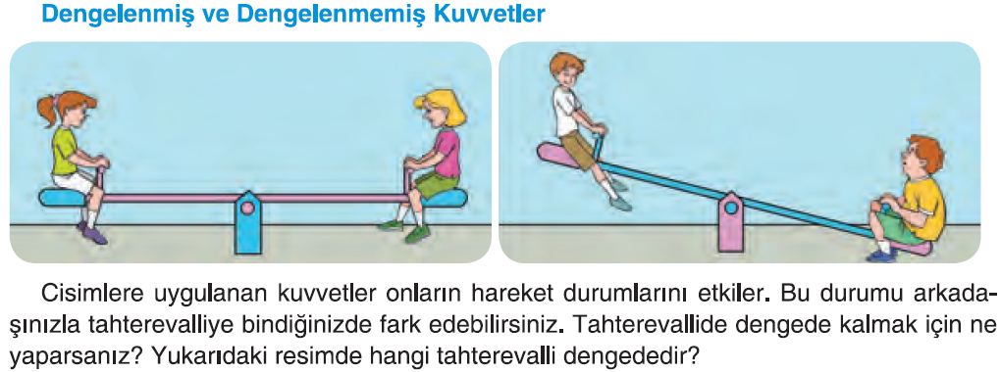 Dengelenmiş ve Dengelenmemiş Kuvvetler
Cisimlere uygulanan kuvvetler onların hareket durumlarını etkiler. Bu durumu arkada-
şınızla tahterevalliye bindiğinizde fark edebilirsiniz. Tahterevallide dengede kalmak için ne
yaparsanız? Yukarıdaki resimde hangi tahterevalli dengededir?